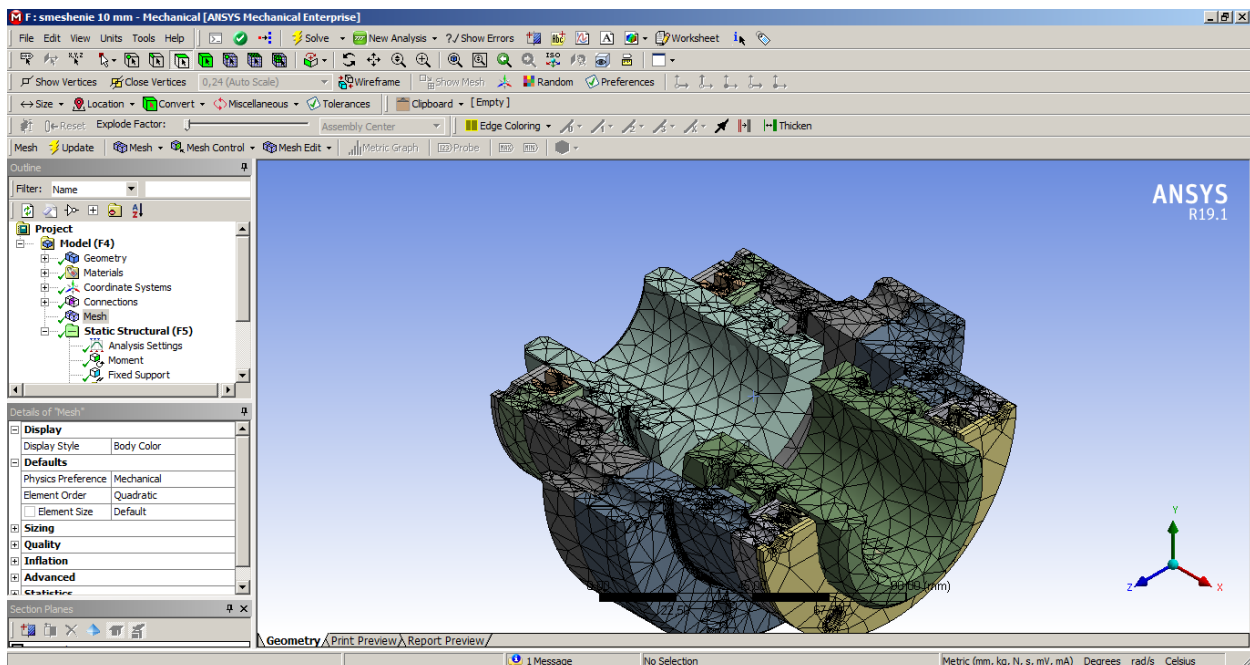 F : smeshenie 10 mm - Mechanical [ANSYS Mechanical Enterprise]
File Edit View Units Tools Help Solve New Analysis ?/ Show Errors Worksheet
Show Vertices Close Vertices 0,24 (Auto Scale) Wireframe Show Mesh Random Preferences
Size Location Convert Miscellaneous Tolerances Clipboard [Empty]
Reset Explode Factor: Assembly Center Edge Coloring Thicken
Mesh Update Mesh Mesh Control Mesh Edit Metric Graph Probe
Outline
Filter: Name
Project
Model (F4)
Geometry
Materials
Coordinate Systems
Connections
Mesh
Static Structural (F5)
Analysis Settings
Moment
Fixed Support
Details of "Mesh"
Display
Display Style Body Color
Defaults
Physics Preference Mechanical
Element Order Quadratic
Element Size Default
Sizing
Quality
Inflation
Advanced
Statistics
Section Planes
ANSYS
R19.1
Y
Z
X
22.50
Geometry Print Preview Report Preview
1 Message No Selection Metric (mm, kg, N, s, mV, mA) Degrees rad/s Celsius